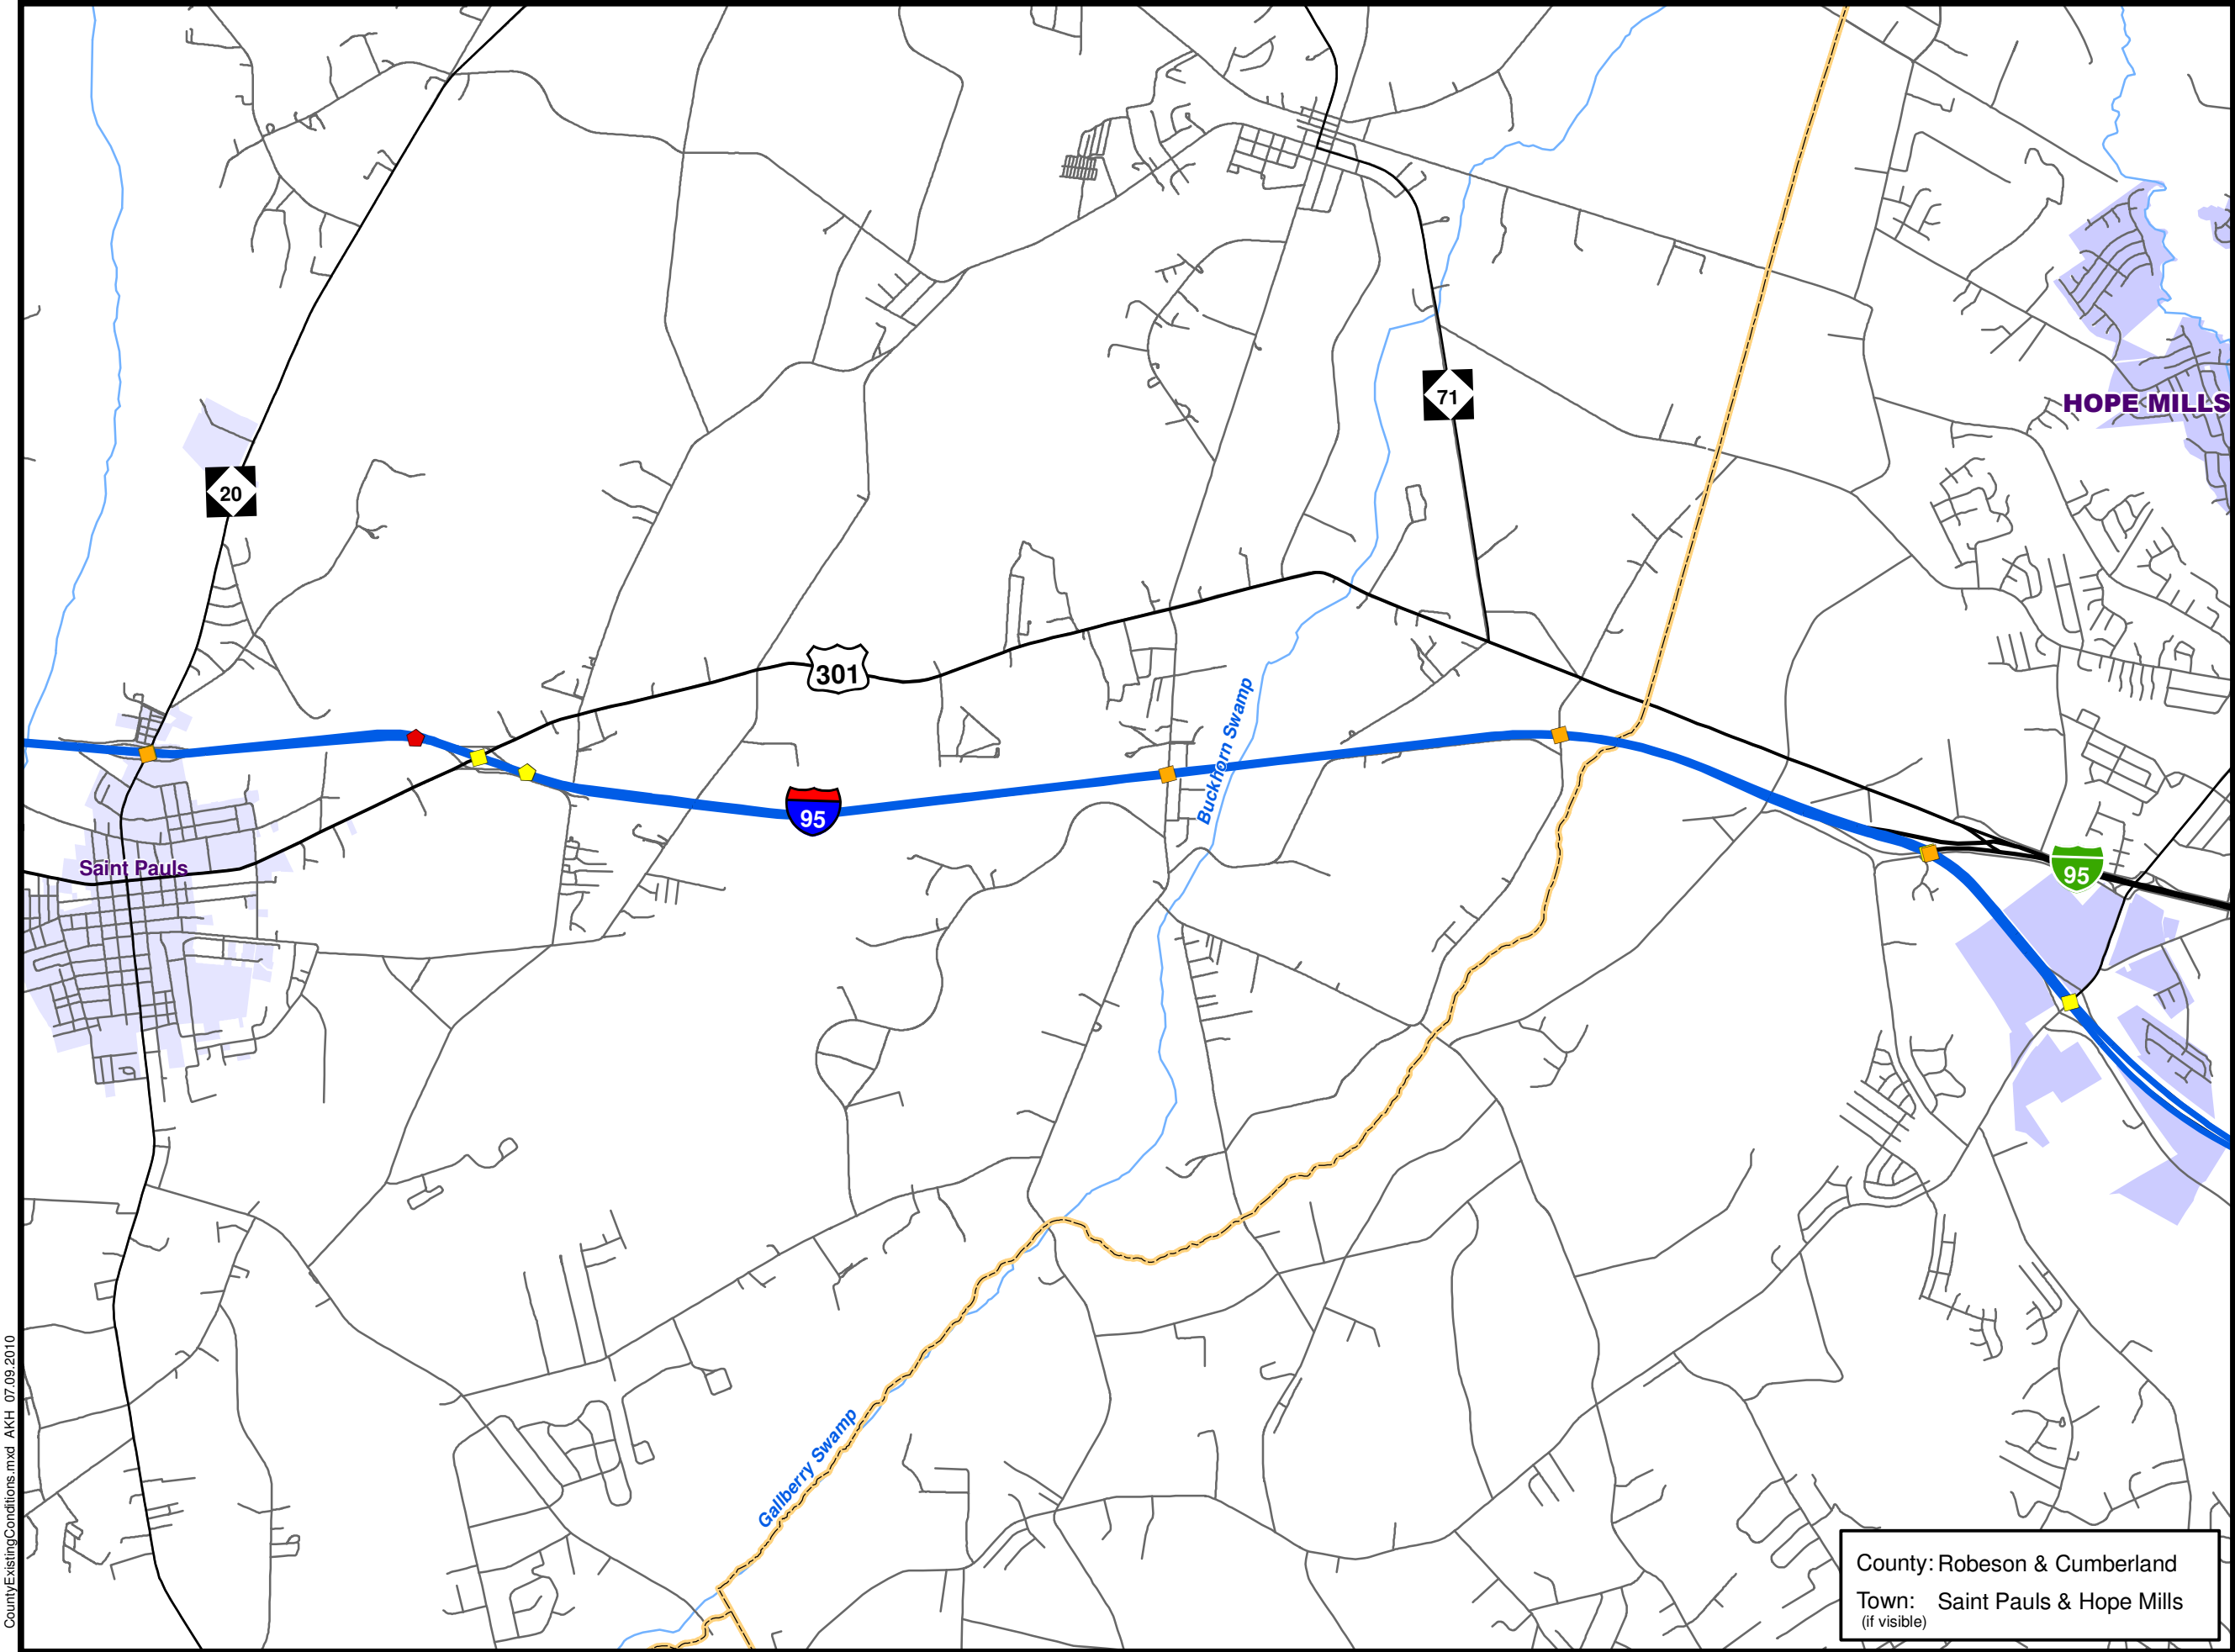 71
HOPE MILLS
20
301
Buckhorn Swamp
95
Saint Pauls
95
Gallberry Swamp
County: Robeson & Cumberland
Town: Saint Pauls & Hope Mills
(if visible)
CountyExistingConditions.mxd AKH 07.09.2010